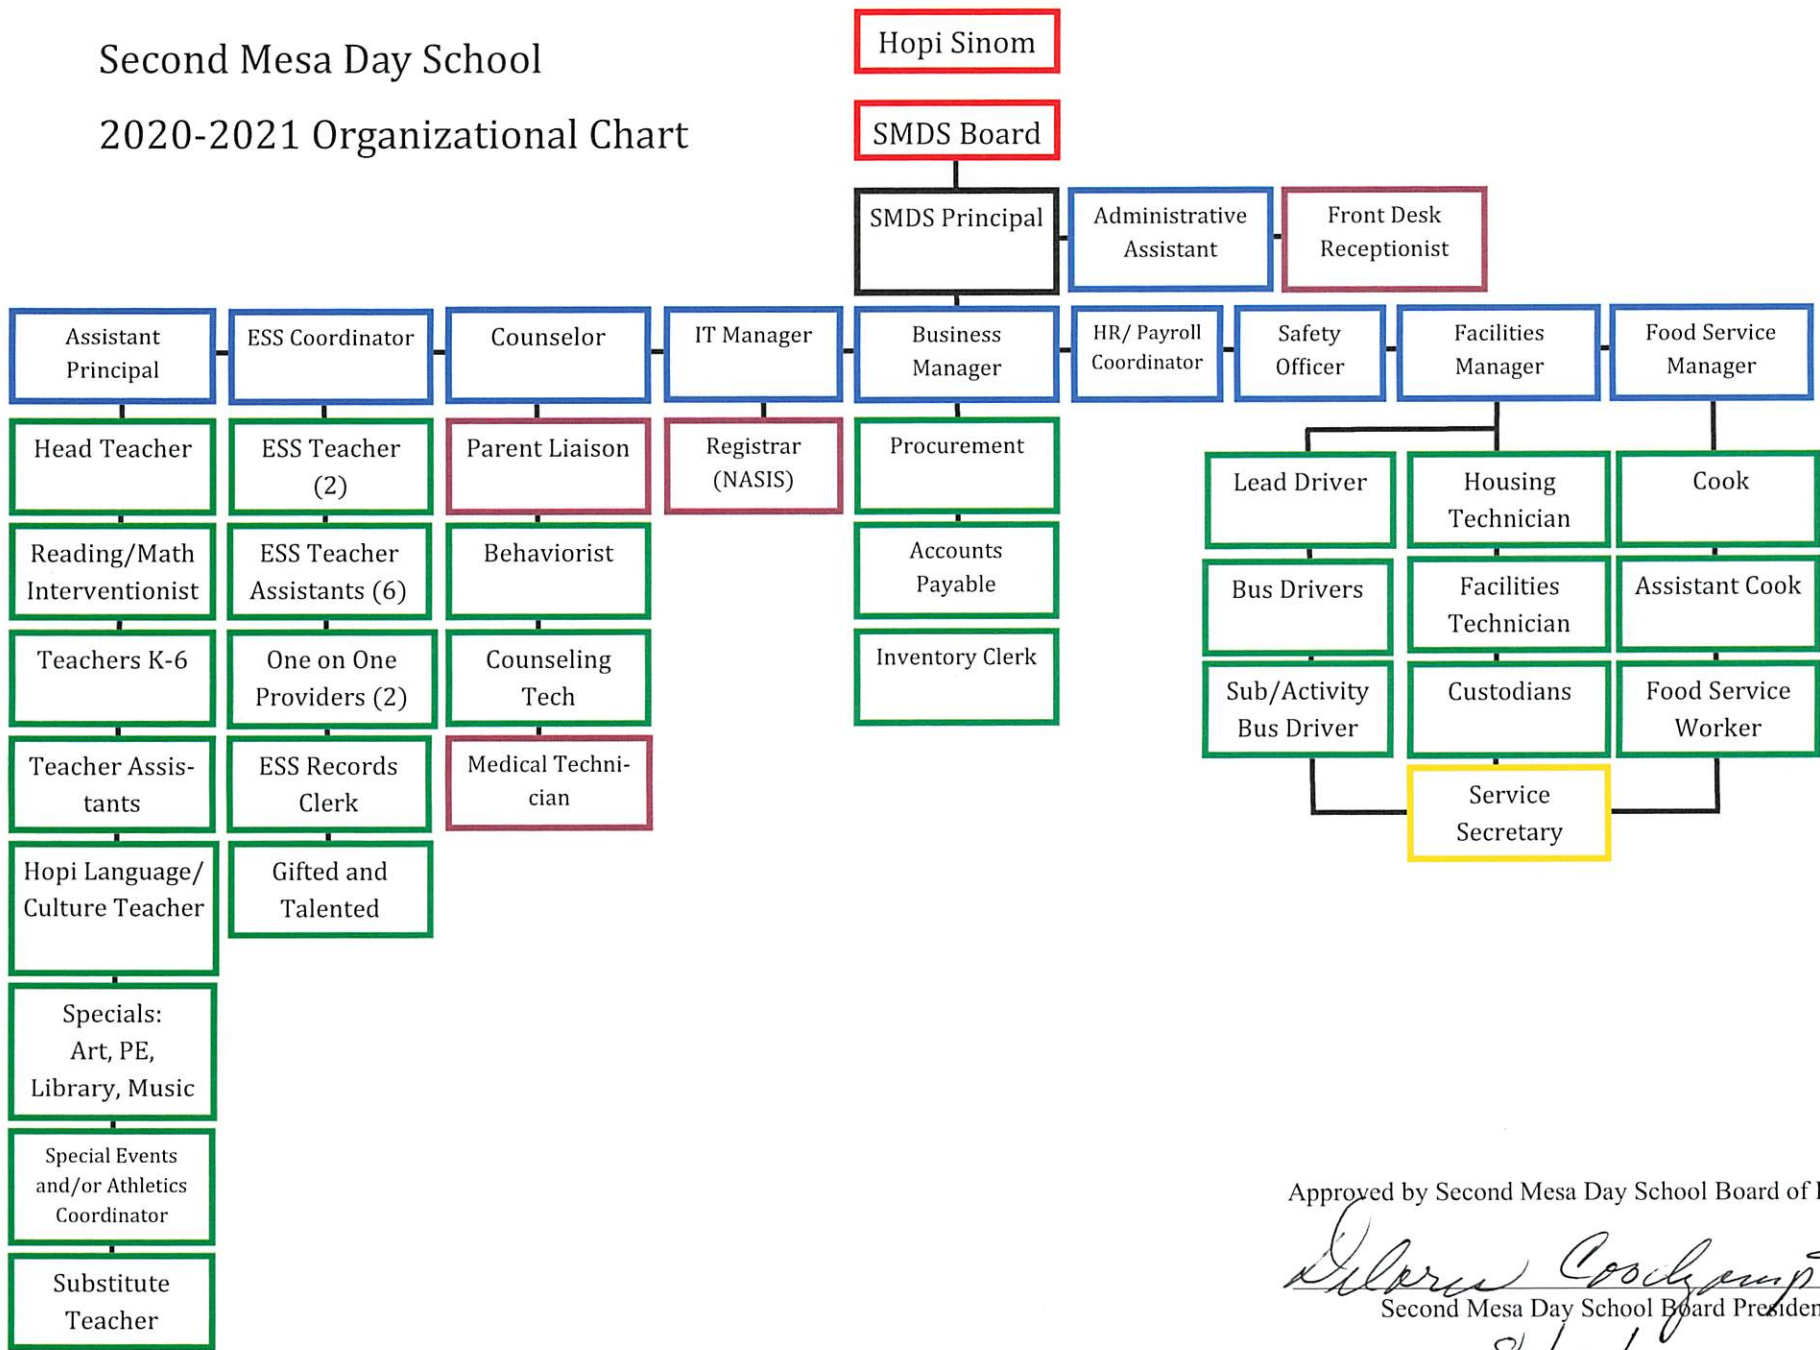 Second Mesa Day School
2020-2021 Organizational Chart
Hopi Sinom
SMDS Board
SMDS Principal
Administrative
Assistant
Front Desk
Receptionist
Assistant
Principal
ESS Coordinator
Counselor
IT Manager
Business
Manager
HR/ Payroll
Coordinator
Safety
Officer
Facilities
Manager
Food Service
Manager
Head Teacher
Reading/Math
Interventionist
Teachers K-6
Teacher Assis-
tants
Hopi Language/
Culture Teacher
Specials:
Art, PE,
Library, Music
Special Events
and/or Athletics
Coordinator
Substitute
Teacher
ESS Teacher
(2)
ESS Teacher
Assistants (6)
One on One
Providers (2)
ESS Records
Clerk
Gifted and
Talented
Parent Liaison
Behaviorist
Counseling
Tech
Medical Techni-
cian
Registrar
(NASIS)
Procurement
Accounts
Payable
Inventory Clerk
Lead Driver
Bus Drivers
Sub/Activity
Bus Driver
Housing
Technician
Facilities
Technician
Custodians
Service
Secretary
Cook
Assistant Cook
Food Service
Worker
Approved by Second Mesa Day School Board of
Second Mesa Day School Board Presiden